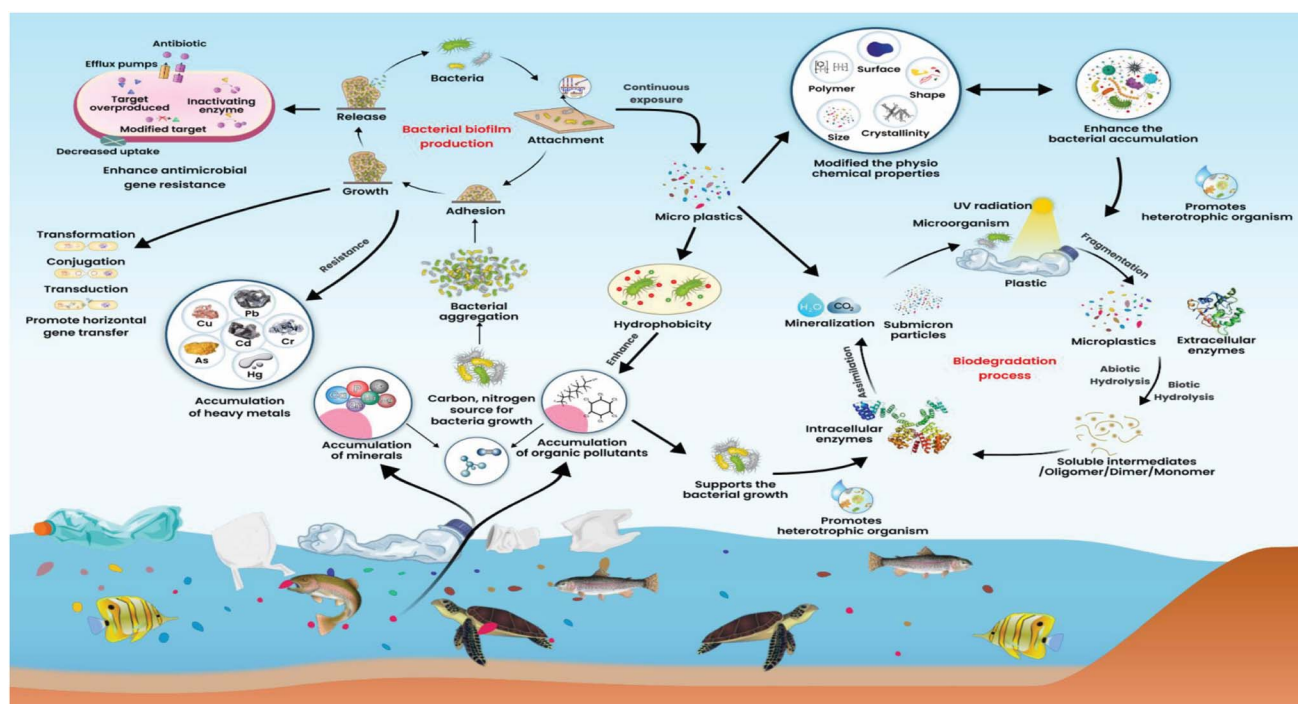 Antibiotic
Efflux pumps
Target
overproduced
Inactivating
enzyme
Modified target
Decreased uptake
Enhance antimicrobial
gene resistance
Release
Bacteria
Bacterial biofilm
production
Attachment
Growth
Adhesion
Continuous
exposure
Micro plastics
Polymer
Surface
Shape
Size
Crystallinity
Modified the physio
chemical properties
Enhance the
bacterial accumulation
Promotes
heterotrophic organism
Transformation
Conjugation
Transduction
Promote horizontal
gene transfer
Resistance
Cu
Pb
Cr
As
Cd
Hg
Accumulation
of heavy metals
Bacterial
aggregation
Carbon, nitrogen
source for
bacteria growth
Accumulation
of minerals
Hydrophobicity
Enhance
Accumulation
of organic pollutants
Supports the
bacterial growth
Promotes
heterotrophic organism
UV radiation
Microorganism
Plastic
Fragmentation
H₂O
CO₂
Mineralization
Submicron
particles
Microplastics
Extracellular
enzymes
Biodegradation
process
Abiotic
Hydrolysis
Biotic
Hydrolysis
Assimilation
Intracellular
enzymes
Soluble intermediates
/Oligomer/Dimer/Monomer